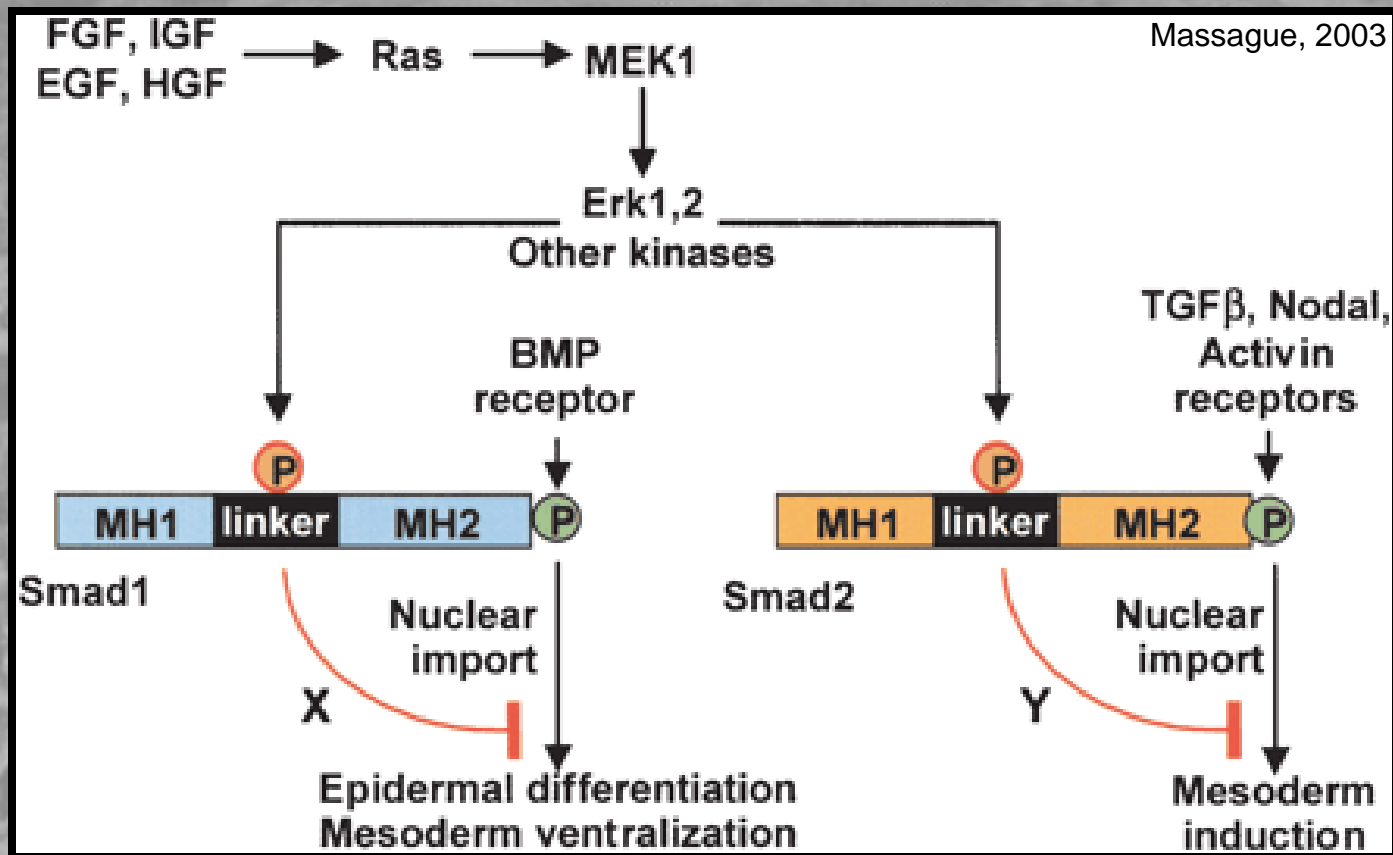 Massague, 2003
FGF, IGF
EGF, HGF
Ras
MEK1
Erk1,2
Other kinases
BMP
receptor
TGFβ, Nodal,
Activin
receptors
P
MH1
linker
MH2
P
Smad1
Nuclear
import
X
Epidermal differentiation
Mesoderm ventralization
P
MH1
linker
MH2
P
Smad2
Nuclear
import
Y
Mesoderm
induction